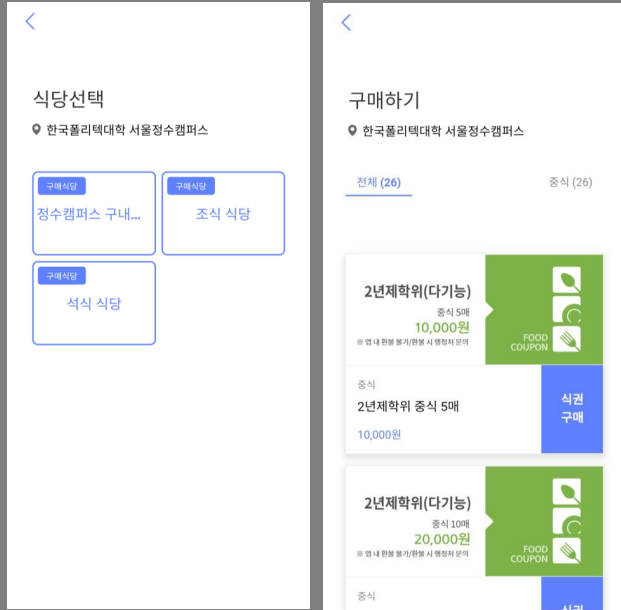 식당선택
한국폴리텍대학 서울정수캠퍼스
구매식당
정수캠퍼스 구내...
구매식당
조식 식당
구매식당
석식 식당
구매하기
한국폴리텍대학 서울정수캠퍼스
전체 (26)
중식 (26)
2년제학위(다기능)
중식 5매
10,000원
※ 앱 내 환불 불가/환불 시 행정처 문의
FOOD
COUPON
중식
2년제학위 중식 5매
10,000원
식권
구매
2년제학위(다기능)
중식 10매
20,000원
※ 앱 내 환불 불가/환불 시 행정처 문의
FOOD
COUPON
중식
식권